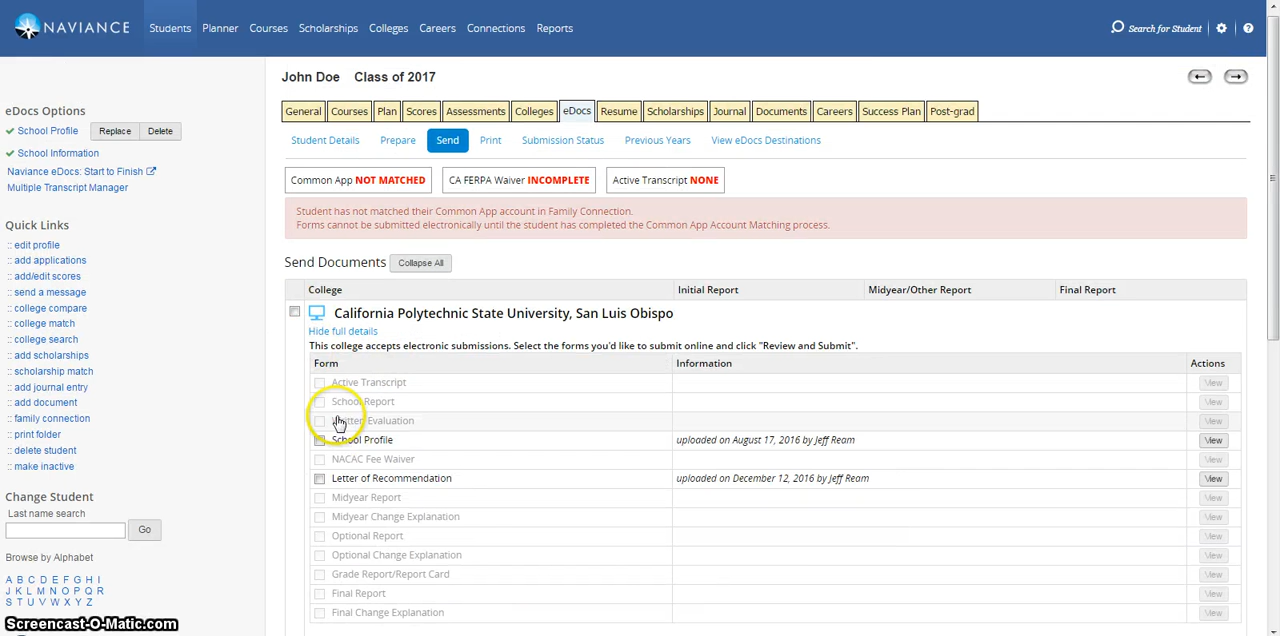 NAVIANCE
Students Planner Courses Scholarships Colleges Careers Connections Reports
Search for Student
John Doe Class of 2017
eDocs Options
School Profile Replace Delete
School Information
Naviance eDocs: Start to Finish
Multiple Transcript Manager
Quick Links
:: edit profile
:: add applications
:: add/edit scores
:: send a message
:: college compare
:: college match
:: college search
:: add scholarships
:: scholarship match
:: add journal entry
:: add document
:: family connection
:: print folder
:: delete student
:: make inactive
Change Student
Last name search
Go
Browse by Alphabet
A B C D E F G H I
J K L M N O P Q R
S T U V W X Y Z
General Courses Plan Scores Assessments Colleges eDocs Resume Scholarships Journal Documents Careers Success Plan Post-grad
Student Details Prepare Send Print Submission Status Previous Years View eDocs Destinations
Common App NOT MATCHED CA FERPA Waiver INCOMPLETE Active Transcript NONE
Student has not matched their Common App account in Family Connection.
Forms cannot be submitted electronically until the student has completed the Common App Account Matching process.
Send Documents Collapse All
College Initial Report Midyear/Other Report Final Report
California Polytechnic State University, San Luis Obispo
Hide full details
This college accepts electronic submissions. Select the forms you'd like to submit online and click "Review and Submit".
Form Information Actions
Active Transcript View
School Report View
Written Evaluation View
School Profile uploaded on August 17, 2016 by Jeff Ream View
NACAC Fee Waiver View
Letter of Recommendation uploaded on December 12, 2016 by Jeff Ream View
Midyear Report View
Midyear Change Explanation View
Optional Report View
Optional Change Explanation View
Grade Report/Report Card View
Final Report View
Final Change Explanation View
Screencast-O-Matic.com